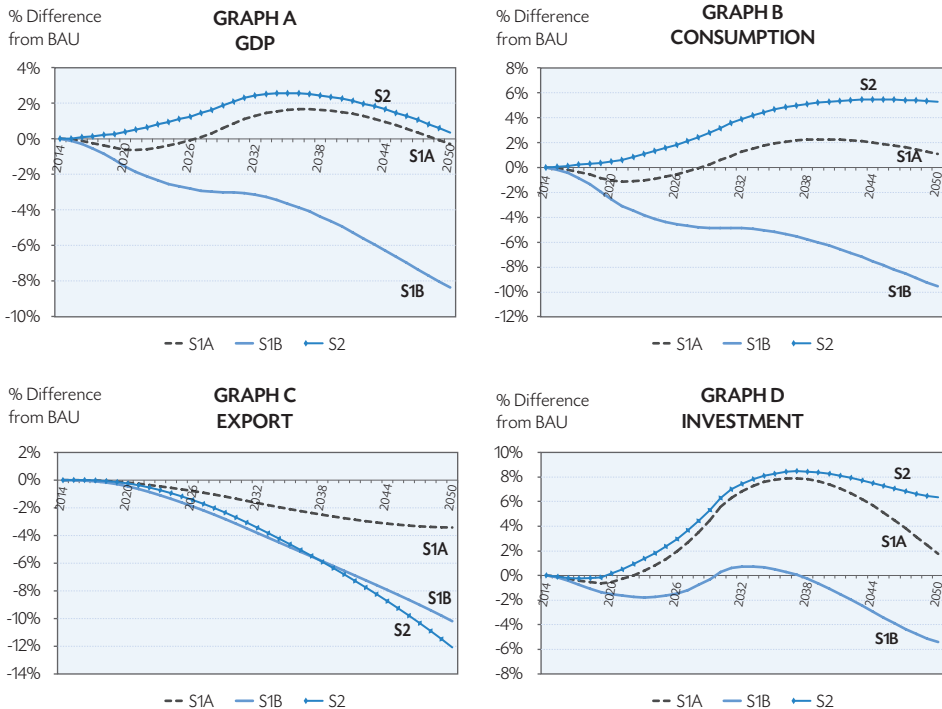 % Difference
from BAU
GRAPH A
GDP
4%
2%
0%
-2%
-4%
-6%
-8%
-10%
2014
2020
2026
2032
2038
2044
2050
S2
S1A
S1B
S1A S1B S2
% Difference
from BAU
GRAPH B
CONSUMPTION
8%
6%
4%
2%
0%
-2%
-4%
-6%
-8%
-10%
-12%
2014
2020
2026
2032
2038
2044
2050
S2
S1A
S1B
S1A S1B S2
% Difference
from BAU
GRAPH C
EXPORT
2%
0%
-2%
-4%
-6%
-8%
-10%
-12%
-14%
2014
2020
2026
2032
2038
2044
2050
S1A
S1B
S2
S1A S1B S2
% Difference
from BAU
GRAPH D
INVESTMENT
10%
8%
6%
4%
2%
0%
-2%
-4%
-6%
-8%
2014
2020
2026
2032
2038
2044
2050
S2
S1A
S1B
S1A S1B S2